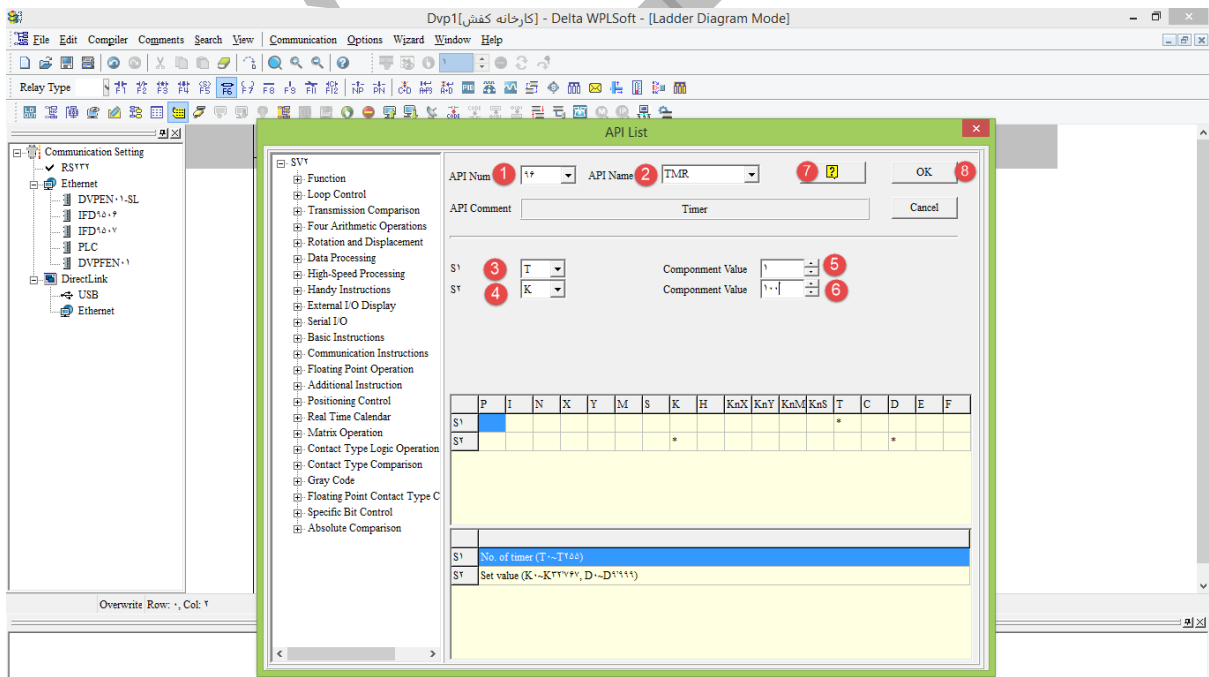 Dvp1[کارخانه کفش] - Delta WPLSoft - [Ladder Diagram Mode]
File Edit Compiler Comments Search View Communication Options Wizard Window Help
Relay Type
Communication Setting
RS۲۳۲
Ethernet
DVPEN۰۱-SL
IFD۹۵۰۶
IFD۹۵۰۷
PLC
DVPFEN۰۱
DirectLink
USB
Ethernet
API List
SV۲
Function
Loop Control
Transmission Comparison
Four Arithmetic Operations
Rotation and Displacement
Data Processing
High-Speed Processing
Handy Instructions
External I/O Display
Serial I/O
Basic Instructions
Communication Instructions
Floating Point Operation
Additional Instruction
Positioning Control
Real Time Calendar
Matrix Operation
Contact Type Logic Operation
Contact Type Comparison
Gray Code
Floating Point Contact Type C
Specific Bit Control
Absolute Comparison
API Num 1 ۹۶ API Name 2 TMR 7 ? OK 8
API Comment Timer Cancel
S۱ 3 T Componment Value ۱ 5
S۲ 4 K Componment Value ۱۰۰ 6
P I N X Y M S K H KnX KnY KnM KnS T C D E F
S۱ *
S۲ * *
S۱ No. of timer (T۰~T۲۵۵)
S۲ Set value (K۰~K۳۲٬۷۶۷, D۰~D۹٬۹۹۹)
Overwrite Row: ۰, Col: ۲